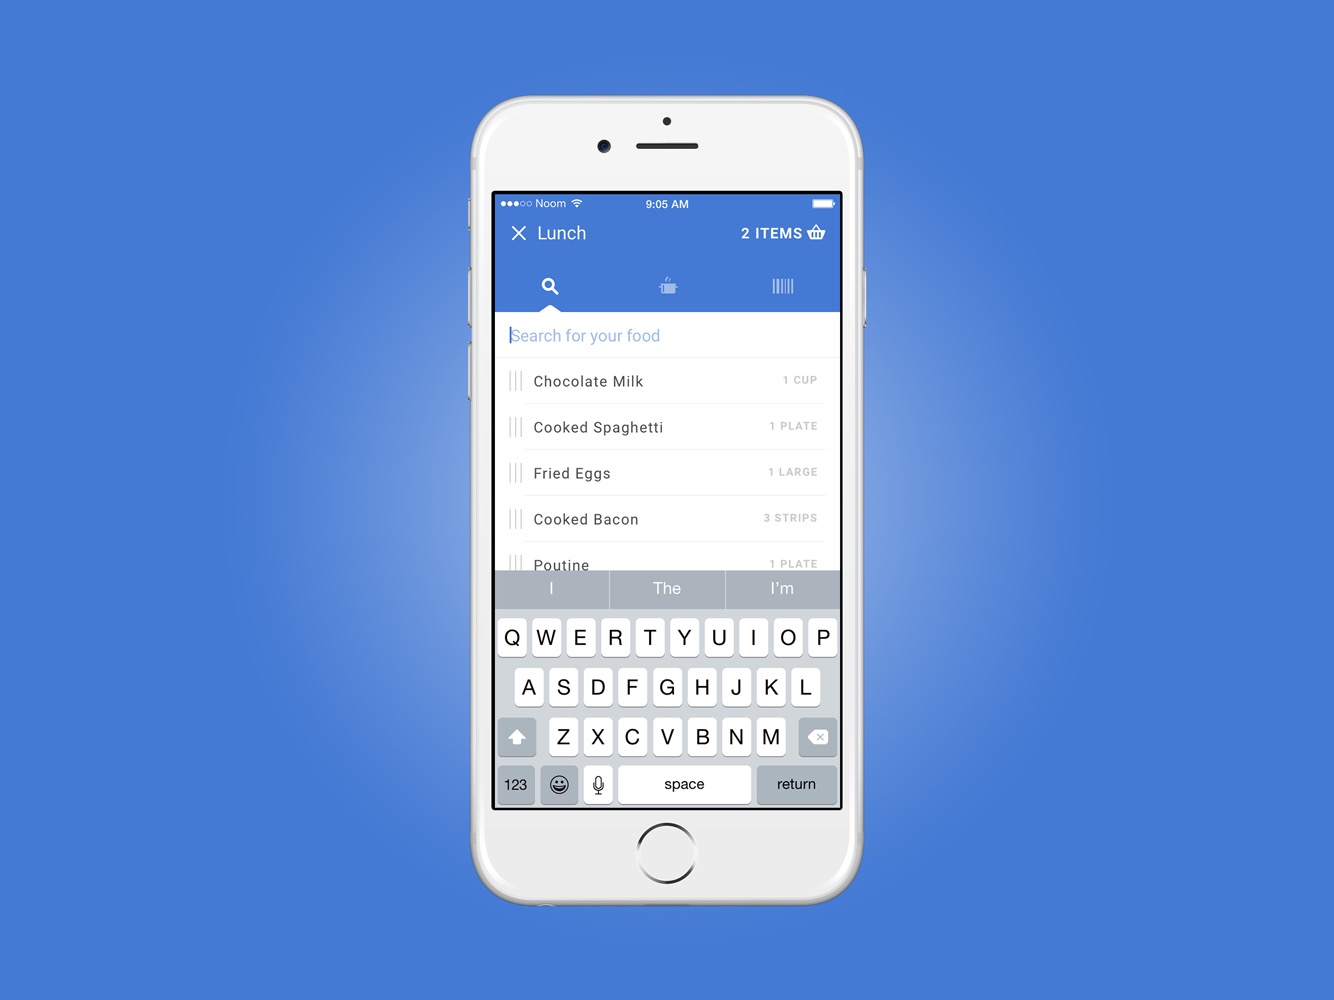 Noom 9:05 AM
Lunch 2 ITEMS
Search for your food
Chocolate Milk 1 CUP
Cooked Spaghetti 1 PLATE
Fried Eggs 1 LARGE
Cooked Bacon 3 STRIPS
Poutine 1 PLATE
I The I'm
Q W E R T Y U I O P
A S D F G H J K L
Z X C V B N M
123 space return